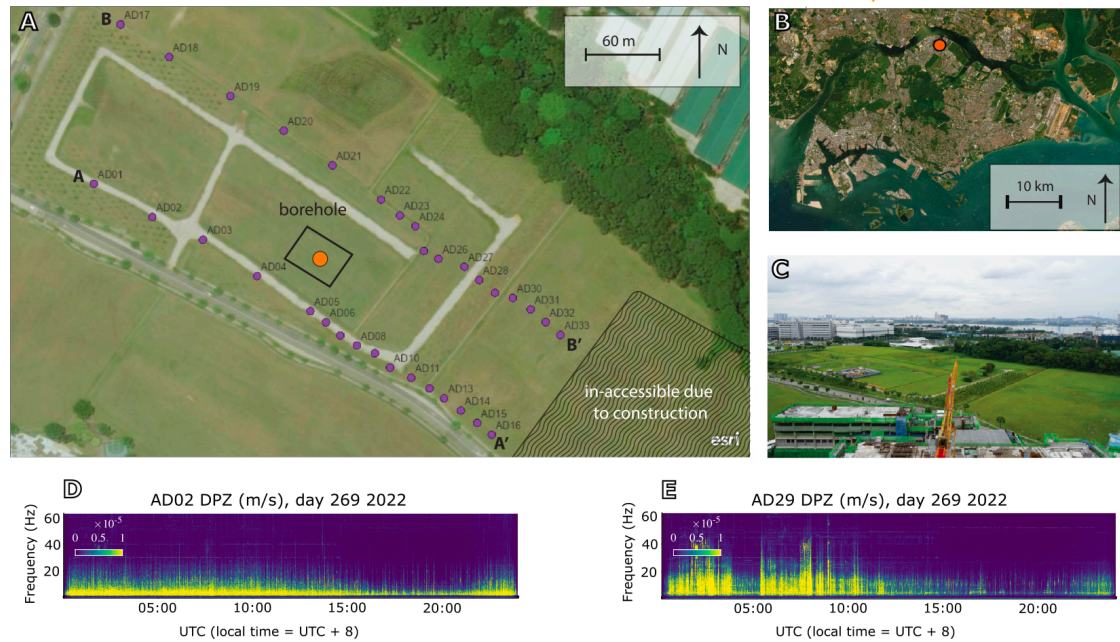 A
B
AD17
AD18
AD19
AD20
AD21
AD22
AD23
AD24
AD26
AD27
AD28
AD30
AD31
AD32
AD33
B'
60 m
N
A
AD01
AD02
AD03
AD04
AD05
AD06
AD08
AD10
AD11
AD13
AD14
AD15
AD16
A'
borehole
in-accessible due
to construction
esri
B
10 km
N
C
D
AD02 DPZ (m/s), day 269 2022
Frequency (Hz)
60
40
20
×10⁻⁵
0 0.5 1
05:00 10:00 15:00 20:00
UTC (local time = UTC + 8)
E
AD29 DPZ (m/s), day 269 2022
Frequency (Hz)
60
40
20
×10⁻⁵
0 0.5 1
05:00 10:00 15:00 20:00
UTC (local time = UTC + 8)